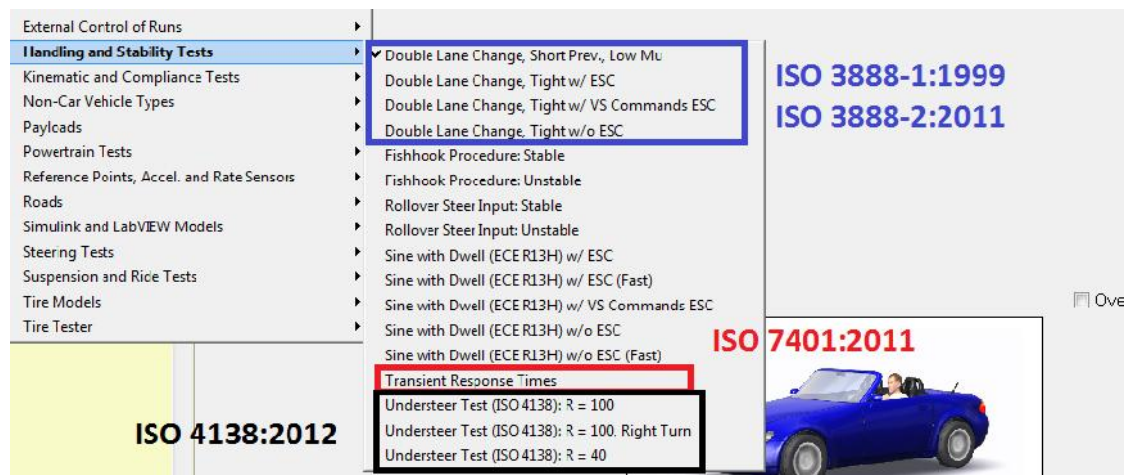 External Control of Runs
Handling and Stability Tests
Kinematic and Compliance Tests
Non-Car Vehicle Types
Payloads
Powertrain Tests
Reference Points, Accel. and Rate Sensors
Roads
Simulink and LabVIEW Models
Steering Tests
Suspension and Ride Tests
Tire Models
Tire Tester
Double Lane Change, Short Prev., Low Mu
Double Lane Change, Tight w/ ESC
Double Lane Change, Tight w/ VS Commands ESC
Double Lane Change, Tight w/o ESC
Fishhook Procedure: Stable
Fishhook Procedure: Unstable
Rollover Steer Input: Stable
Rollover Steer Input: Unstable
Sine with Dwell (ECE R13H) w/ ESC
Sine with Dwell (ECE R13H) w/ ESC (Fast)
Sine with Dwell (ECE R13H) w/ VS Commands ESC
Sine with Dwell (ECE R13H) w/o ESC
Sine with Dwell (ECE R13H) w/o ESC (Fast)
Transient Response Times
Understeer Test (ISO 4138): R = 100
Understeer Test (ISO 4138): R = 100, Right Turn
Understeer Test (ISO 4138): R = 40
ISO 3888-1:1999
ISO 3888-2:2011
Ove
ISO 7401:2011
ISO 4138:2012